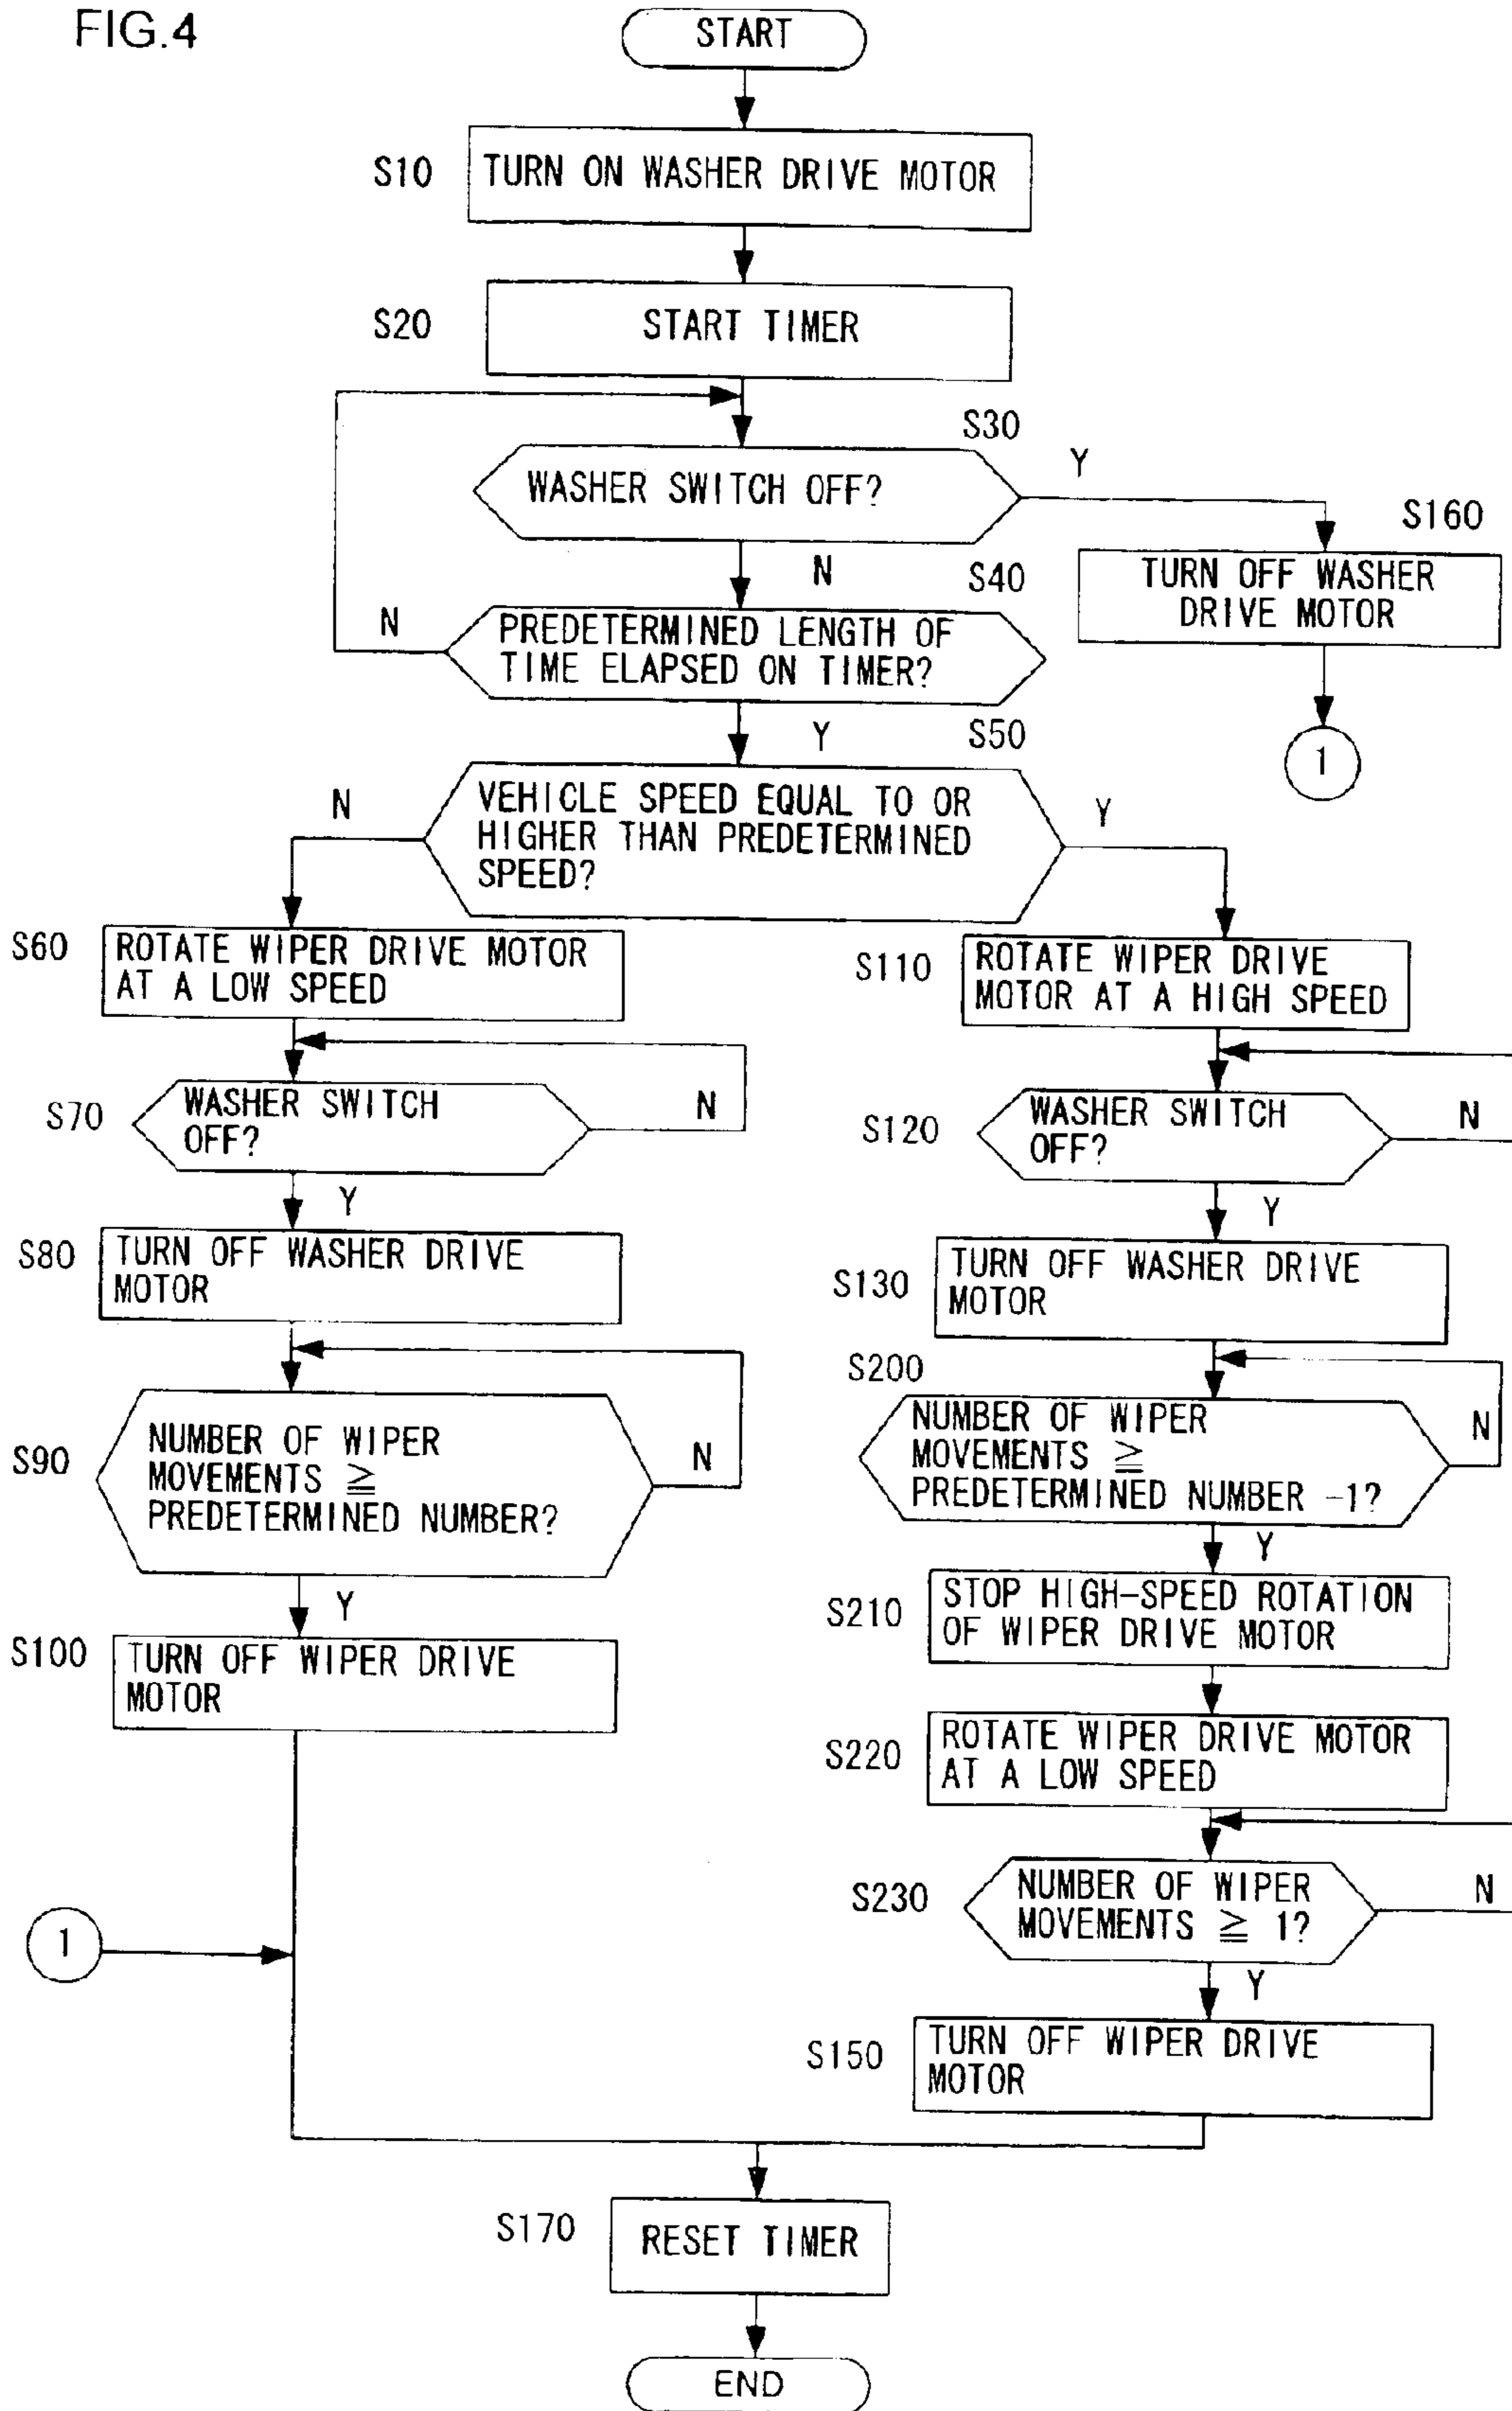 FIG.4
START
S10
TURN ON WASHER DRIVE MOTOR
S20
START TIMER
S30
WASHER SWITCH OFF?
Y
S160
TURN OFF WASHER
DRIVE MOTOR
1
N
S40
PREDETERMINED LENGTH OF
TIME ELAPSED ON TIMER?
N
Y
S50
VEHICLE SPEED EQUAL TO OR
HIGHER THAN PREDETERMINED
SPEED?
N
Y
S60
ROTATE WIPER DRIVE MOTOR
AT A LOW SPEED
S70
WASHER SWITCH
OFF?
N
Y
S80
TURN OFF WASHER DRIVE
MOTOR
S90
NUMBER OF WIPER
MOVEMENTS ≧
PREDETERMINED NUMBER?
N
Y
S100
TURN OFF WIPER DRIVE
MOTOR
1
S110
ROTATE WIPER DRIVE
MOTOR AT A HIGH SPEED
S120
WASHER SWITCH
OFF?
N
Y
S130
TURN OFF WASHER DRIVE
MOTOR
S200
NUMBER OF WIPER
MOVEMENTS ≧
PREDETERMINED NUMBER -1?
N
Y
S210
STOP HIGH-SPEED ROTATION
OF WIPER DRIVE MOTOR
S220
ROTATE WIPER DRIVE MOTOR
AT A LOW SPEED
S230
NUMBER OF WIPER
MOVEMENTS ≧ 1?
N
Y
S150
TURN OFF WIPER DRIVE
MOTOR
S170
RESET TIMER
END